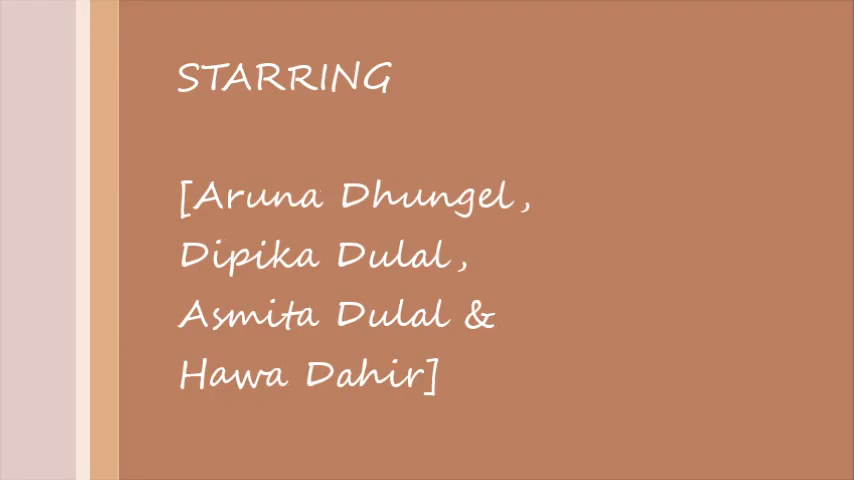 STARRING
[Aruna Dhungel,
Dipika Dulal,
Asmita Dulal &
Hawa Dahir]